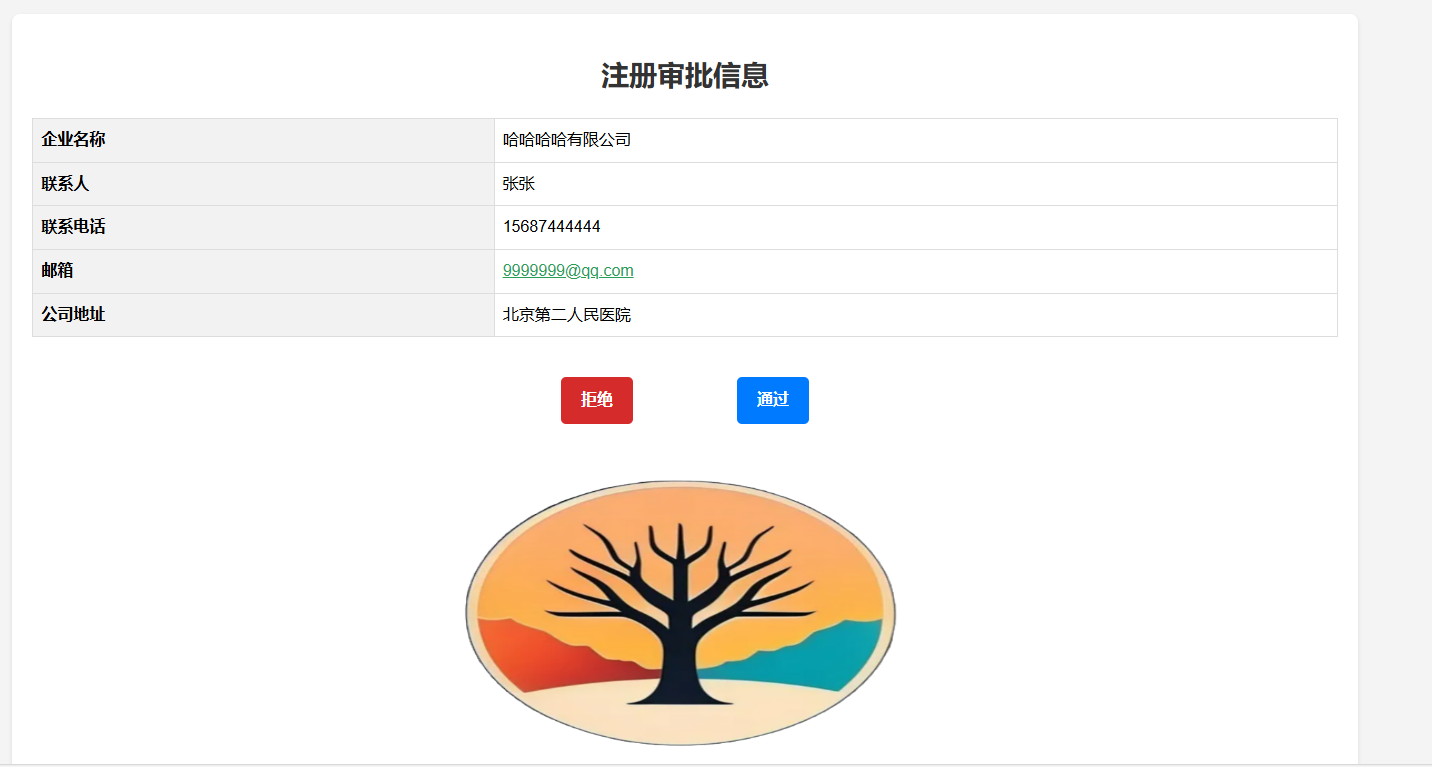 注册审批信息
企业名称 哈哈哈哈有限公司
联系人 张张
联系电话 15687444444
邮箱 9999999@qq.com
公司地址 北京第二人民医院
拒绝 通过